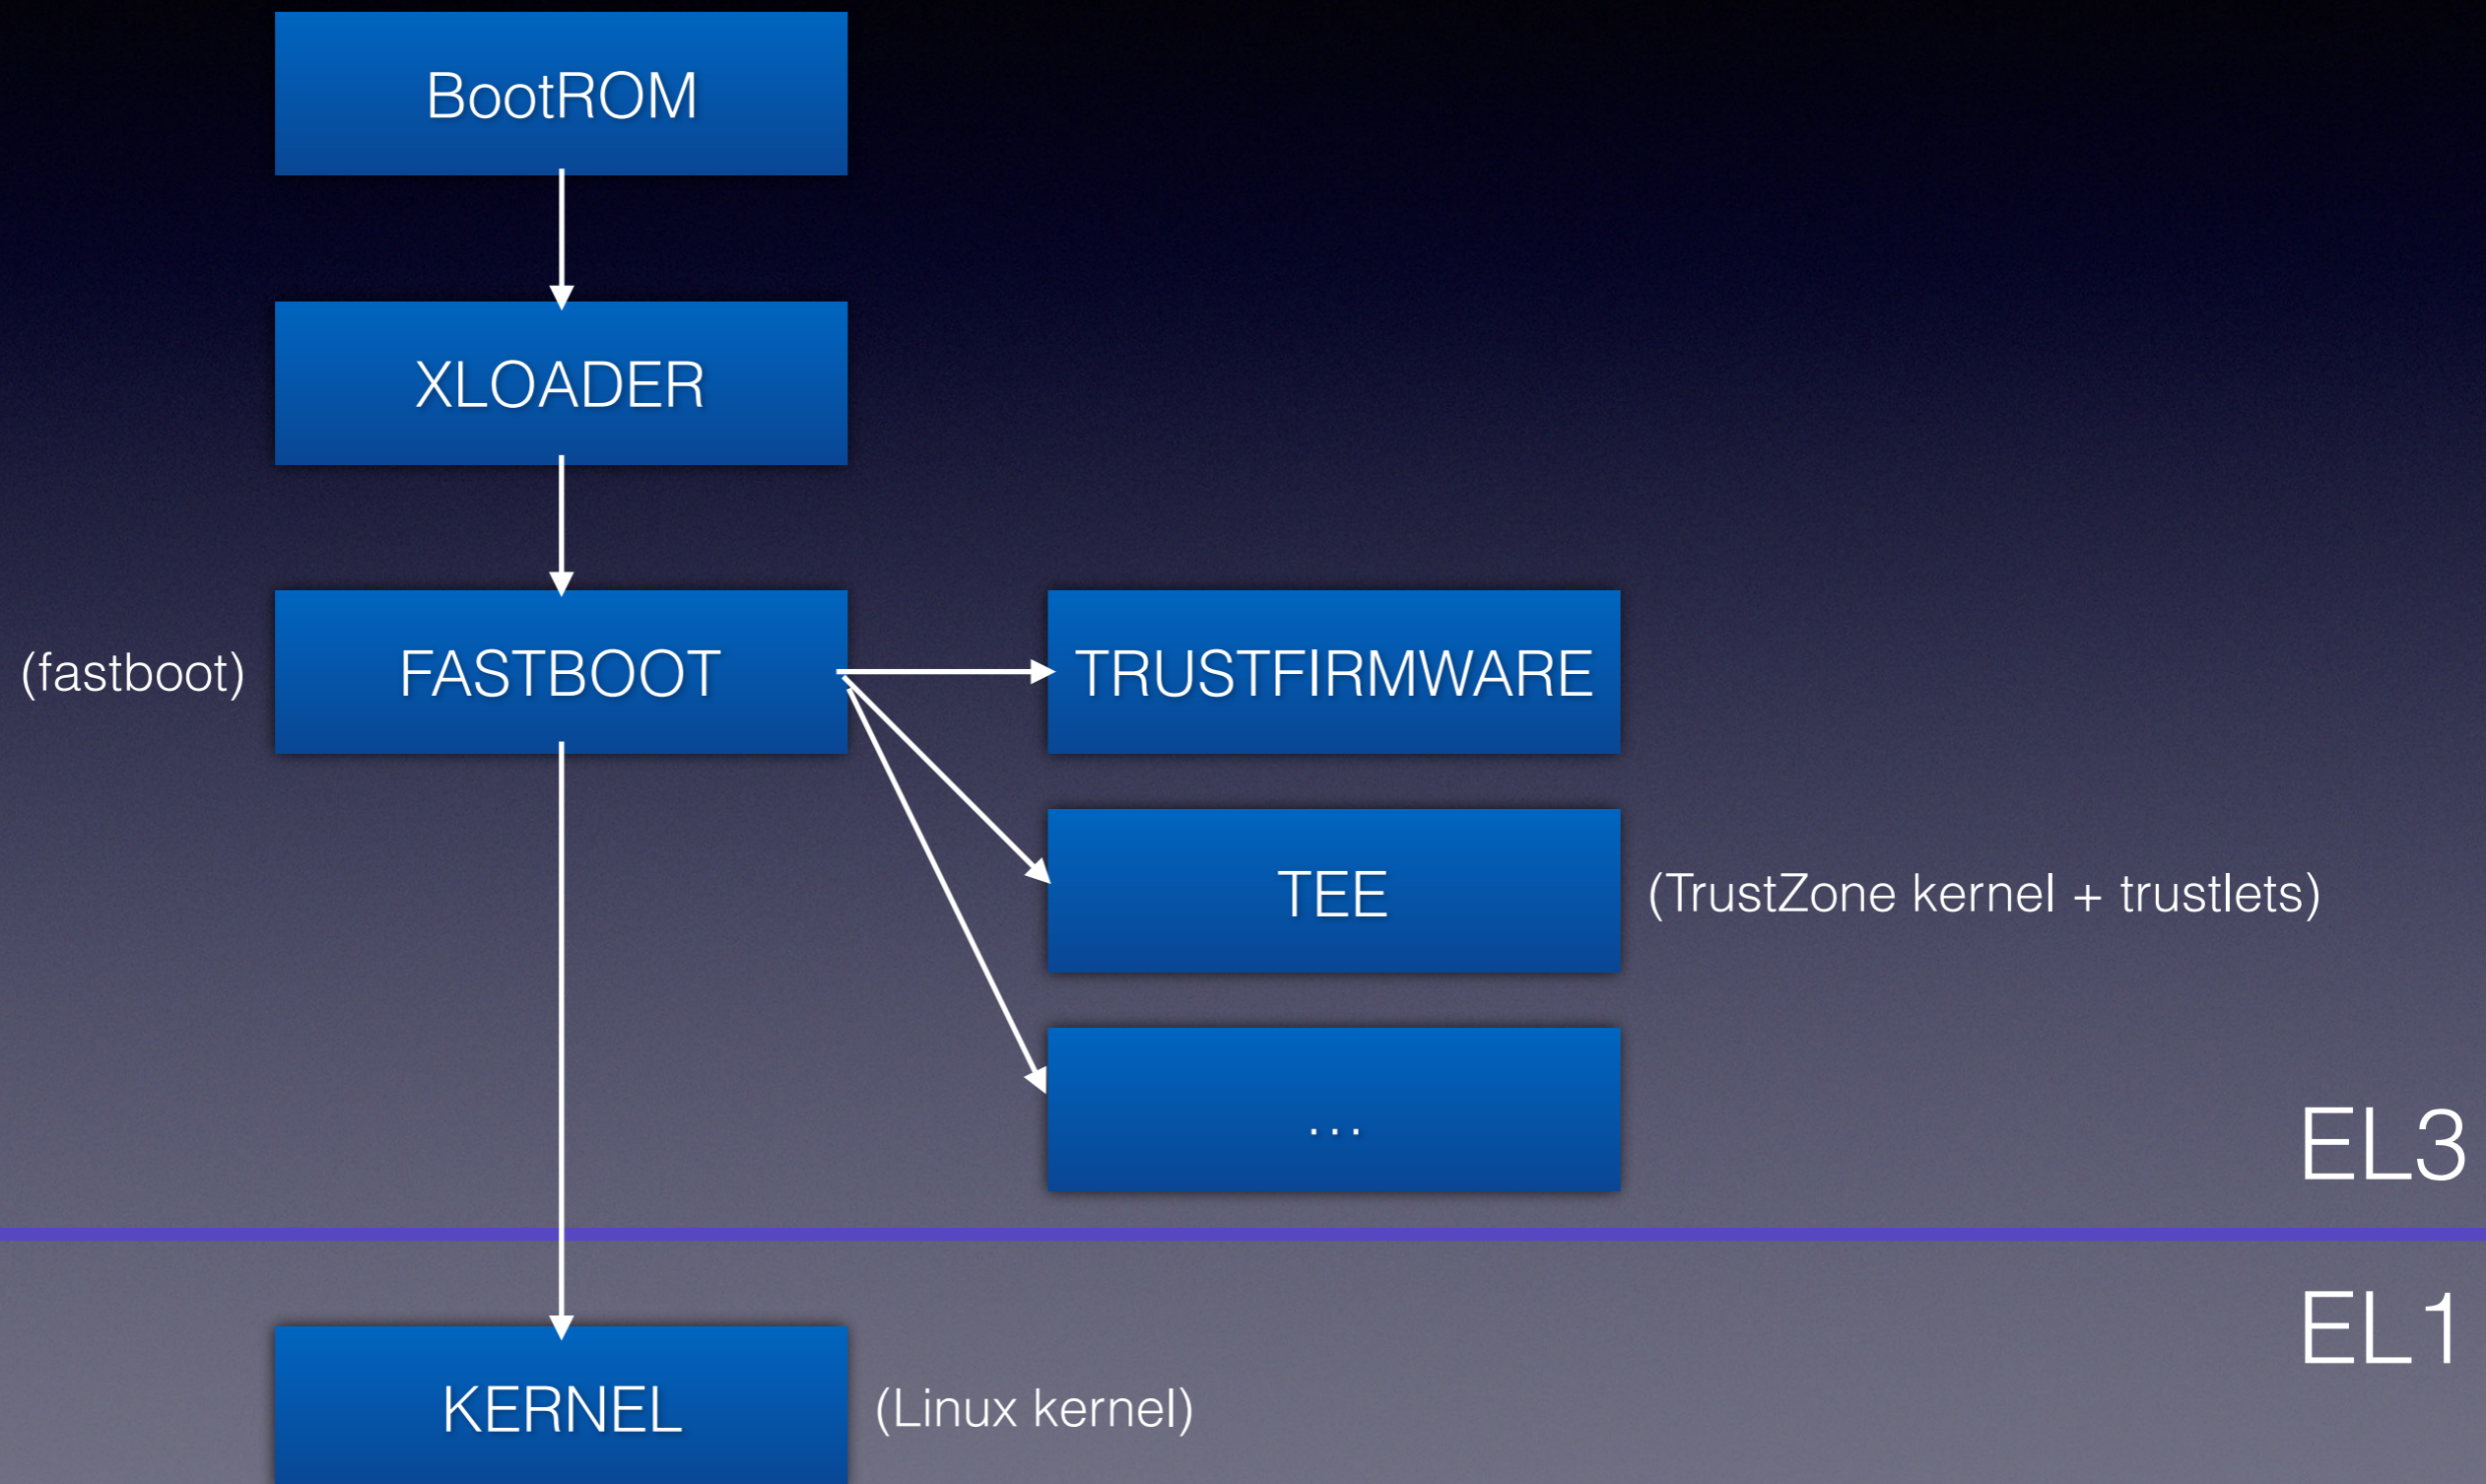 BootROM
XLOADER
(fastboot)
FASTBOOT
TRUSTFIRMWARE
TEE
(TrustZone kernel + trustlets)
...
EL3
EL1
KERNEL
(Linux kernel)